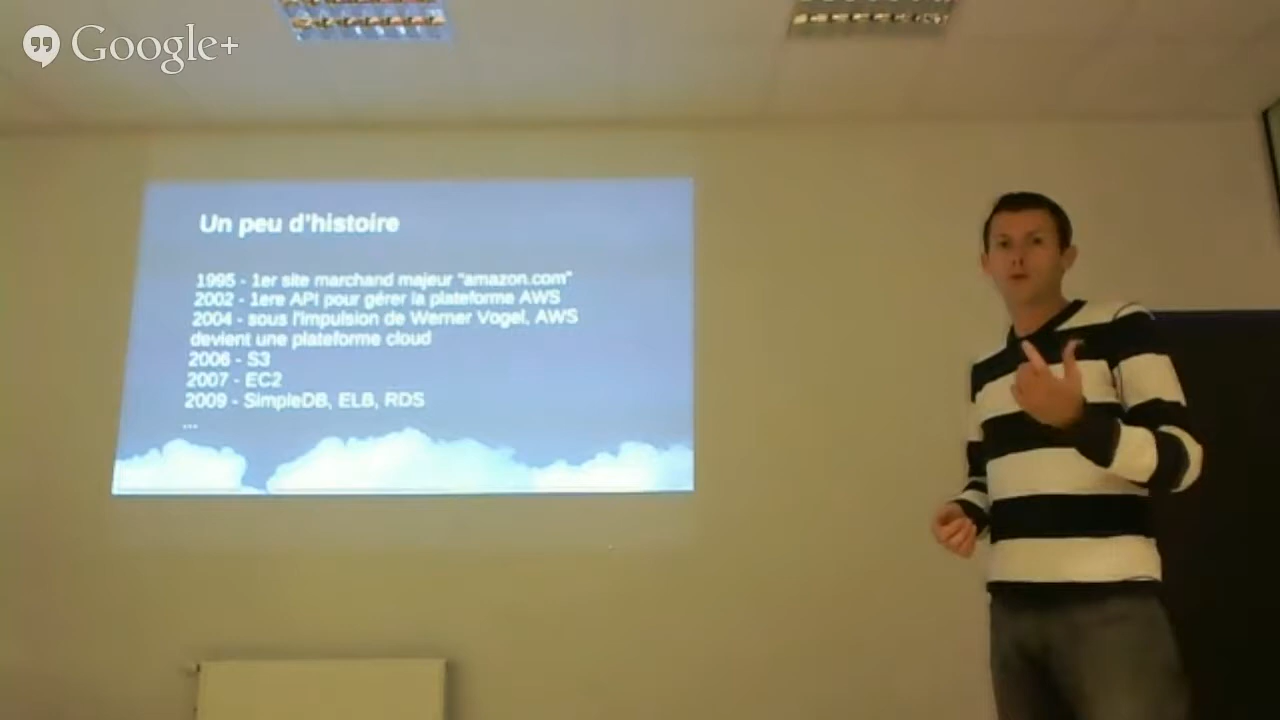 Google+
Un peu d'histoire
1995 - 1er site marchand majeur "amazon.com"
2002 - 1ere API pour gérer la plateforme AWS
2004 - sous l'impulsion de Werner Vogel, AWS
devient une plateforme cloud
2006 - S3
2007 - EC2
2009 - SimpleDB, ELB, RDS
...